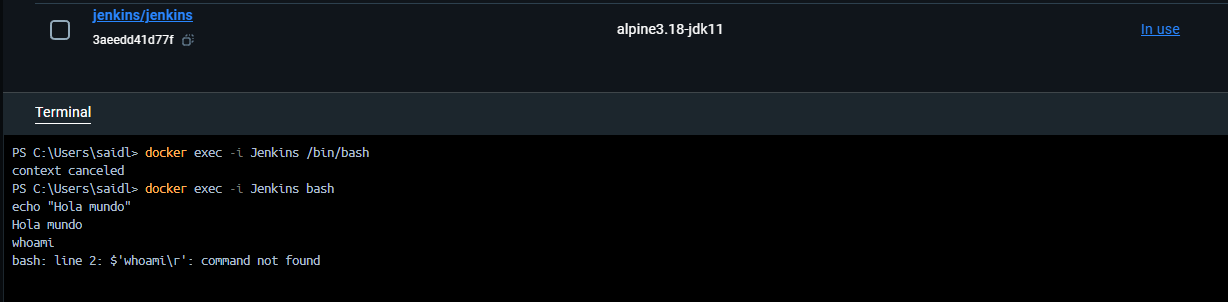 jenkins/jenkins
3aeedd41d77f
alpine3.18-jdk11
In use
Terminal
PS C:\Users\saidl> docker exec -i Jenkins /bin/bash
context canceled
PS C:\Users\saidl> docker exec -i Jenkins bash
echo "Hola mundo"
Hola mundo
whoami
bash: line 2: $'whoami\r': command not found